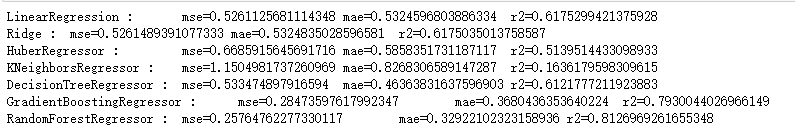 LinearRegression : mse=0.5261125681114348 mae=0.5324596803886334 r2=0.6175299421375928
Ridge : mse=0.5261489391077333 mae=0.5324835028596581 r2=0.6175035013758587
HuberRegressor : mse=0.6685915645691716 mae=0.5858351731187117 r2=0.5139514433098933
KNeighborsRegressor : mse=1.1504981737260969 mae=0.8268306589147287 r2=0.1636179598309615
DecisionTreeRegressor : mse=0.533474897916594 mae=0.46363831637596903 r2=0.6121777211923883
GradientBoostingRegressor : mse=0.28473597617992347 mae=0.3680436353640224 r2=0.7930044026966149
RandomForestRegressor : mse=0.25764762277330117 mae=0.32922102323158936 r2=0.8126969261655348